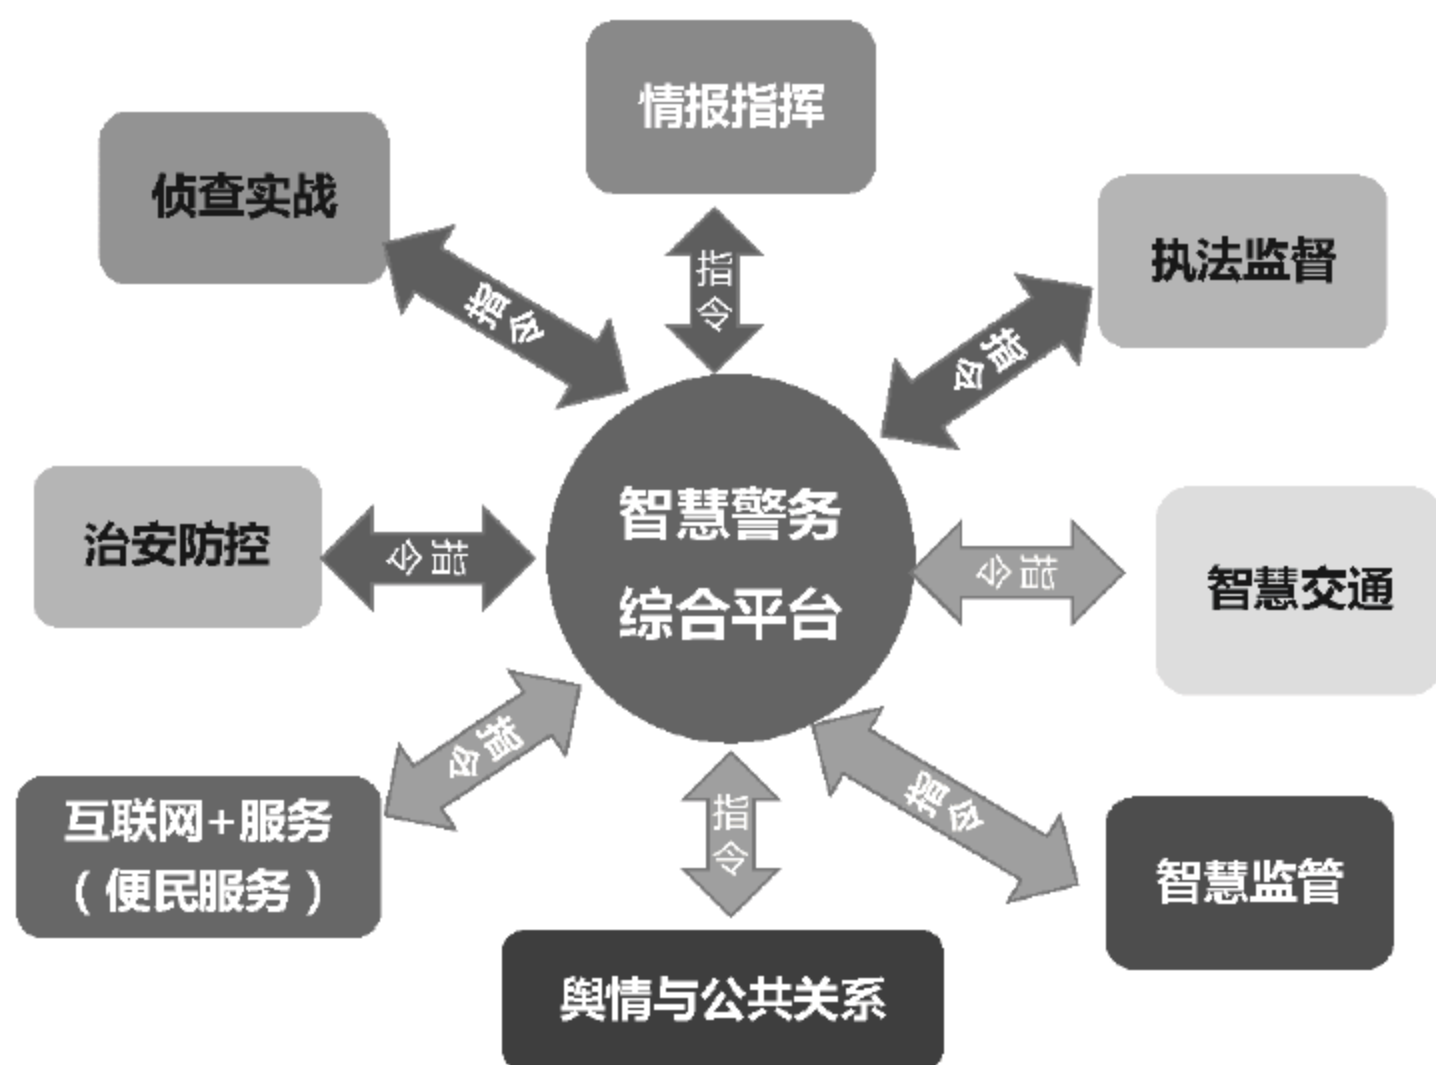 情报指挥
侦查实战
执法监督
指令
指令
指令
智慧警务
综合平台
治安防控
指令
指令
智慧交通
互联网+服务
（便民服务）
指令
指令
指令
智慧监管
舆情与公共关系